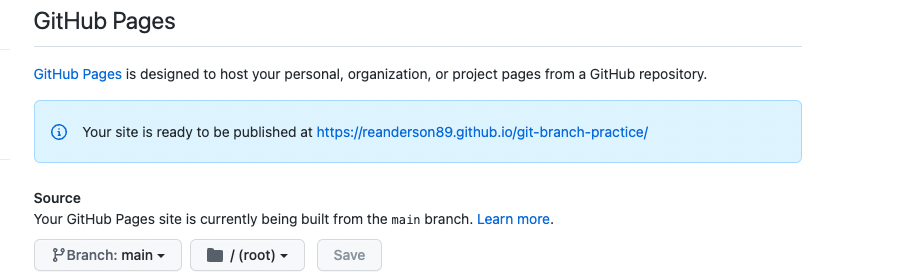 GitHub Pages
GitHub Pages is designed to host your personal, organization, or project pages from a GitHub repository.
Your site is ready to be published at https://reanderson89.github.io/git-branch-practice/
Source
Your GitHub Pages site is currently being built from the main branch. Learn more.
Branch: main / (root) Save